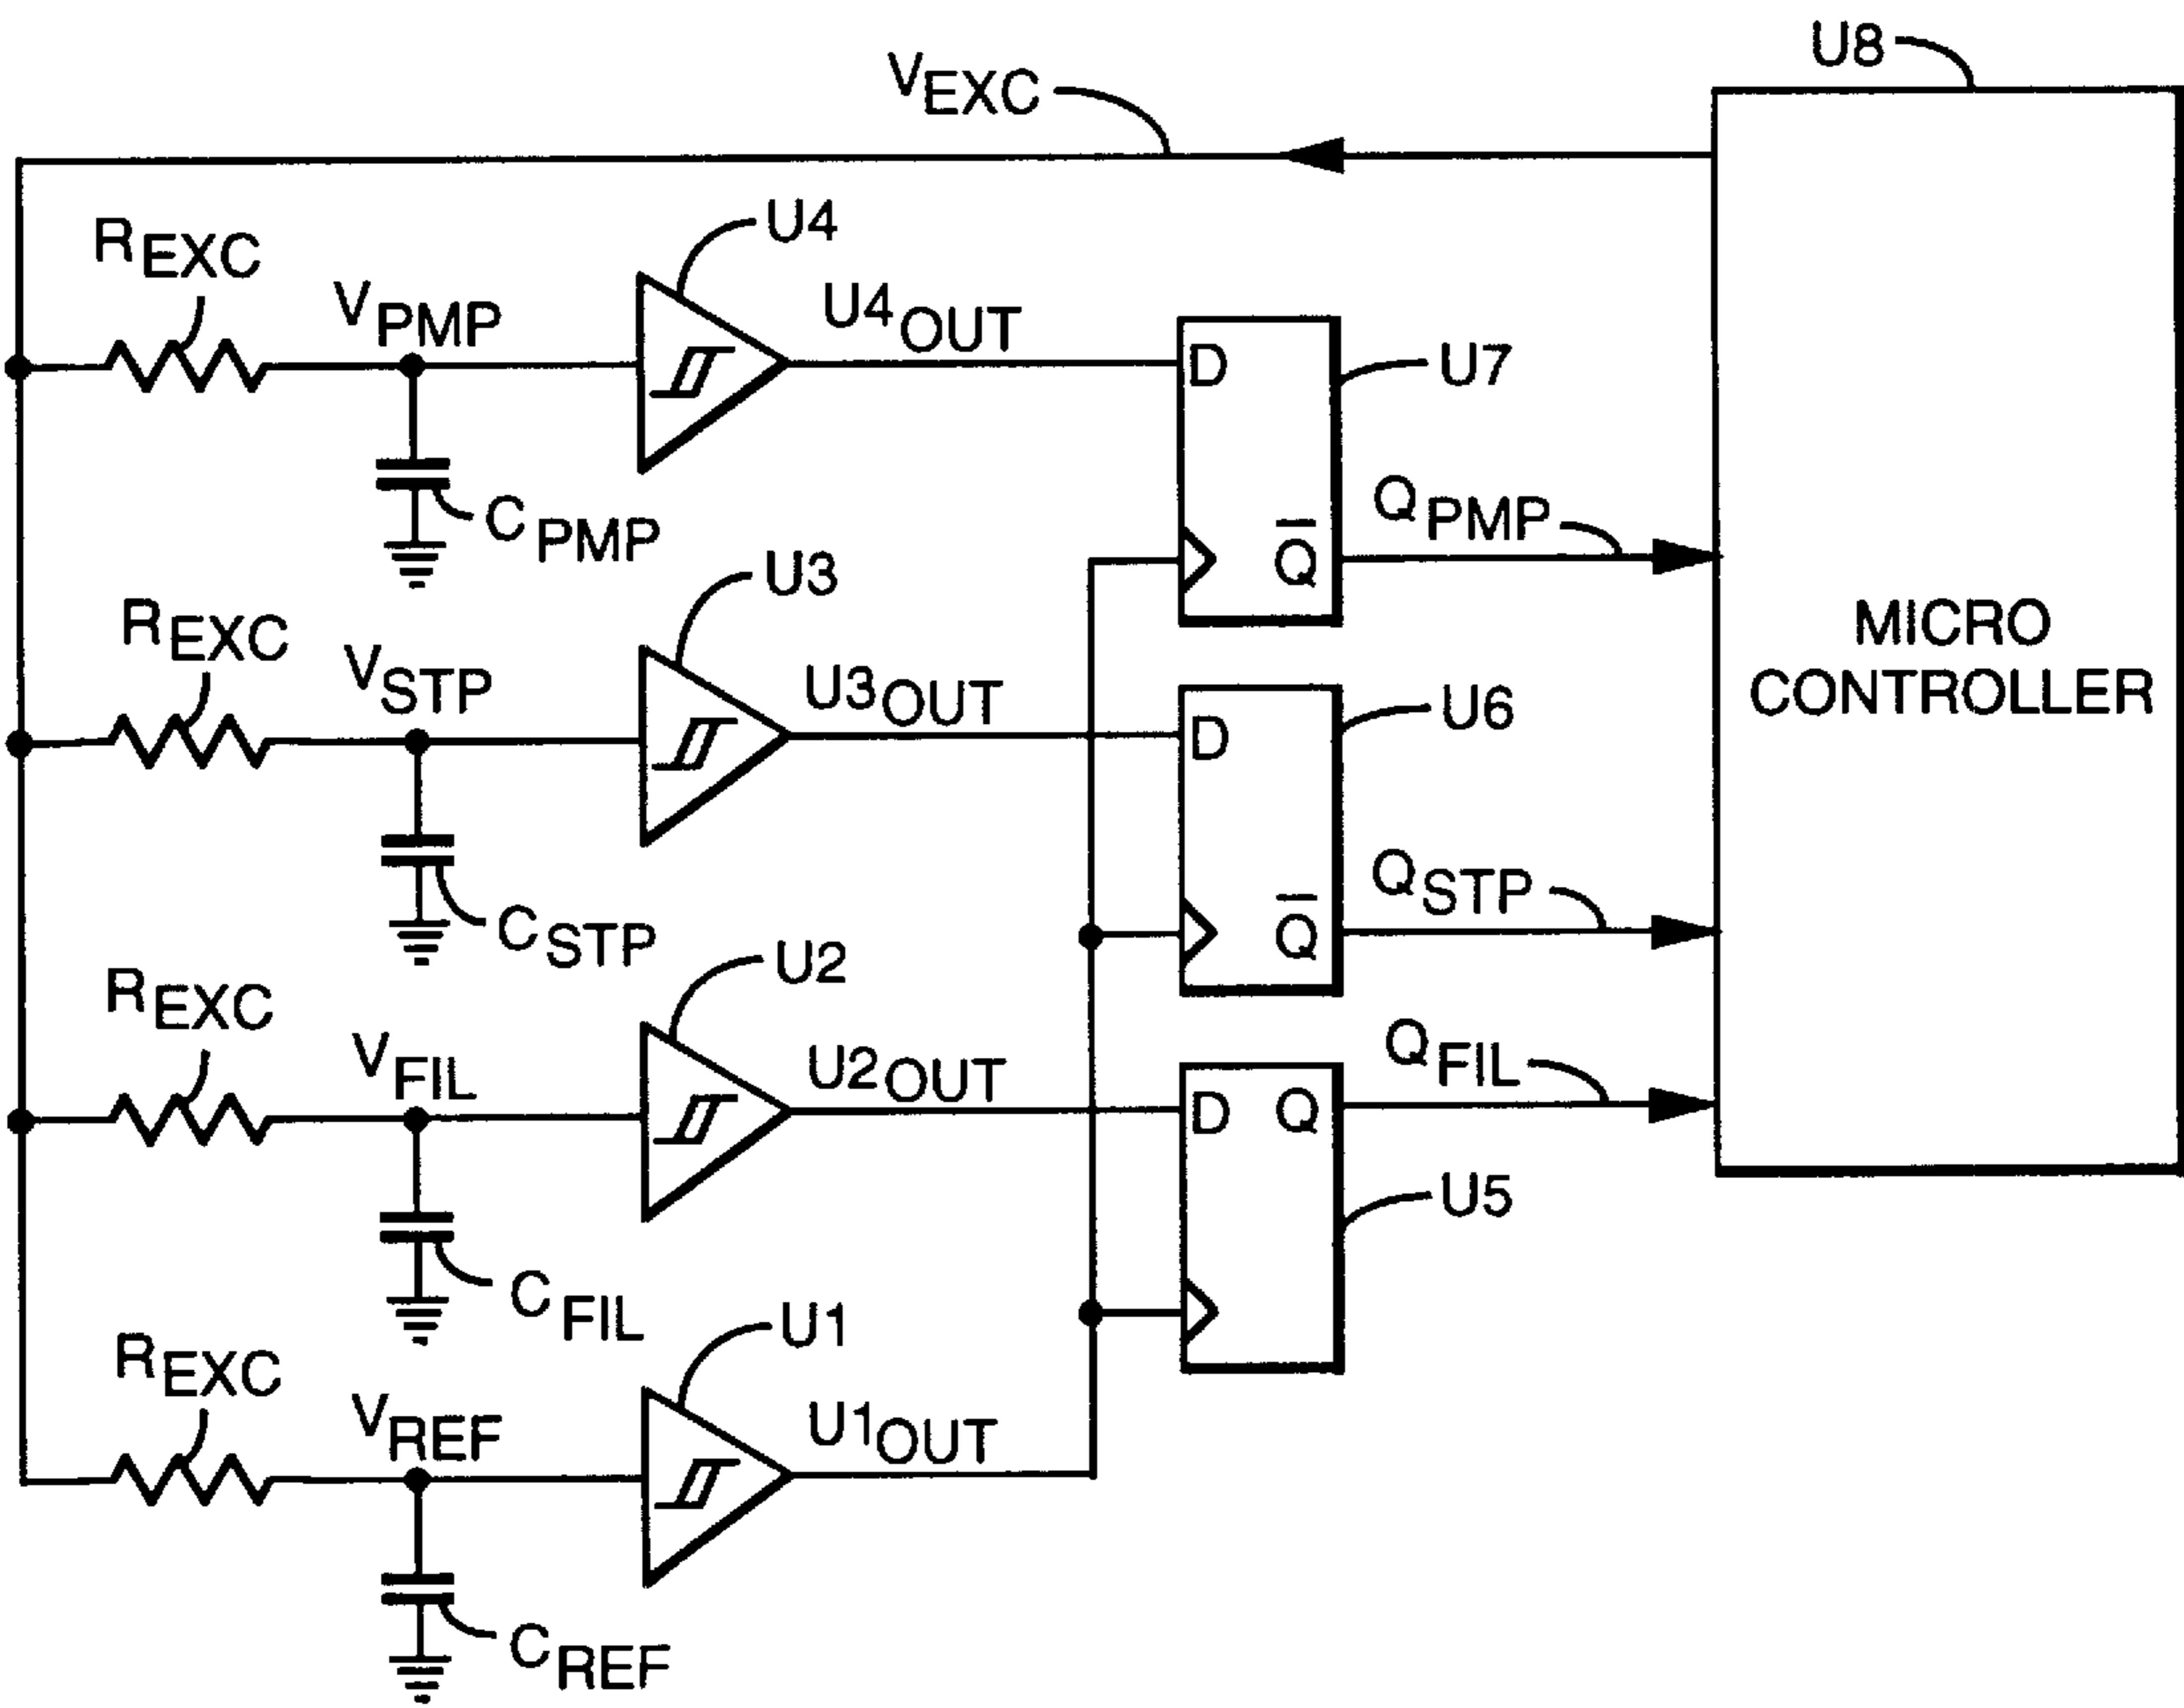 U8
VEXC
REXC
VPMP
U4
U4OUT
D
U7
QPMP
Q̅
CPMP
MICRO
CONTROLLER
REXC
VSTP
U3
U3OUT
D
U6
QSTP
Q̅
CSTP
REXC
VFIL
U2
U2OUT
D
Q
QFIL
U5
CFIL
REXC
VREF
U1
U1OUT
CREF